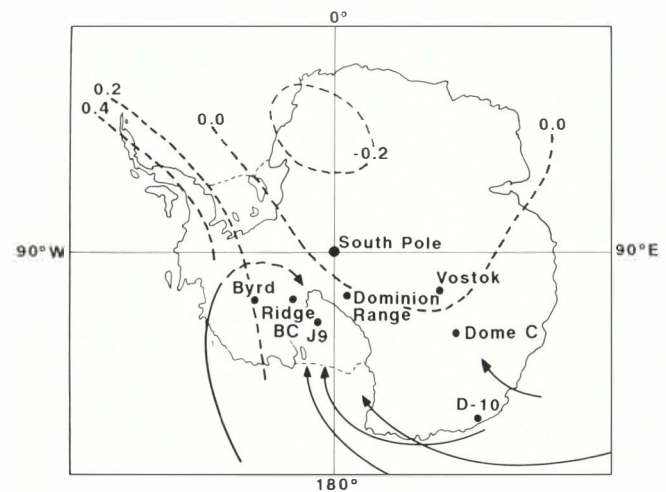 0°
0.2
0.4
0.0
0.0
-0.2
South Pole
90°W
90°E
Byrd
Vostok
Dominion
Range
Ridge
BC
J9
Dome C
D-10
180°